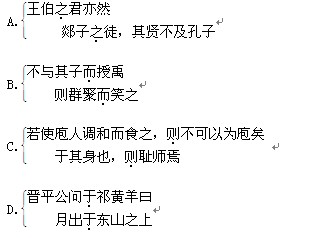 A. 王伯之君亦然
郯子之徒，其贤不及孔子
B. 不与其子而授禹
则群聚而笑之
C. 若使庖人调和而食之，则不可以为庖矣
于其身也，则耻师焉
D. 晋平公问于祁黄羊曰
月出于东山之上